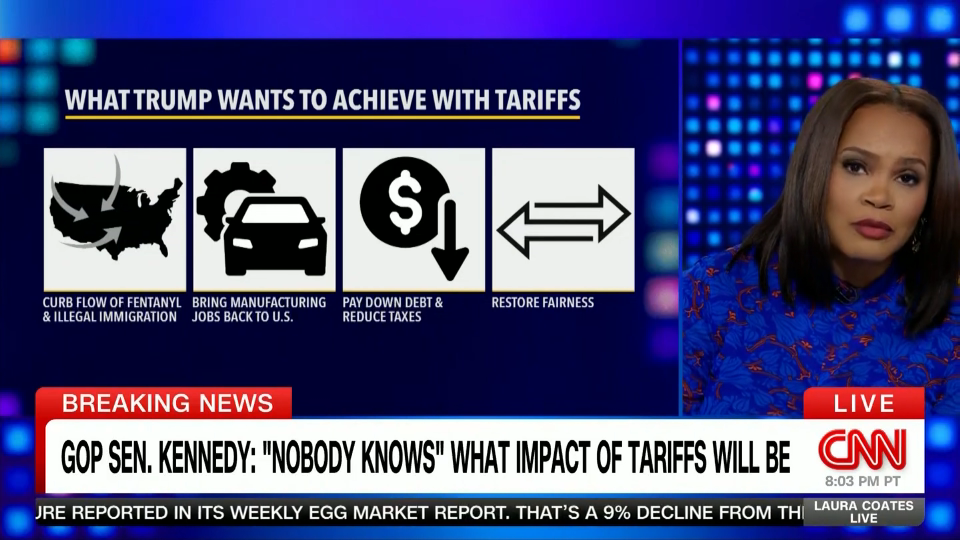 WHAT TRUMP WANTS TO ACHIEVE WITH TARIFFS
$
CURB FLOW OF FENTANYL
& ILLEGAL IMMIGRATION
BRING MANUFACTURING
JOBS BACK TO U.S.
PAY DOWN DEBT &
REDUCE TAXES
RESTORE FAIRNESS
BREAKING NEWS
LIVE
GOP SEN. KENNEDY: "NOBODY KNOWS" WHAT IMPACT OF TARIFFS WILL BE
CNN
8:03 PM PT
REPORTED IN ITS WEEKLY EGG MARKET REPORT. THAT'S A 9% DECLINE FROM
LAURA COATES
LIVE